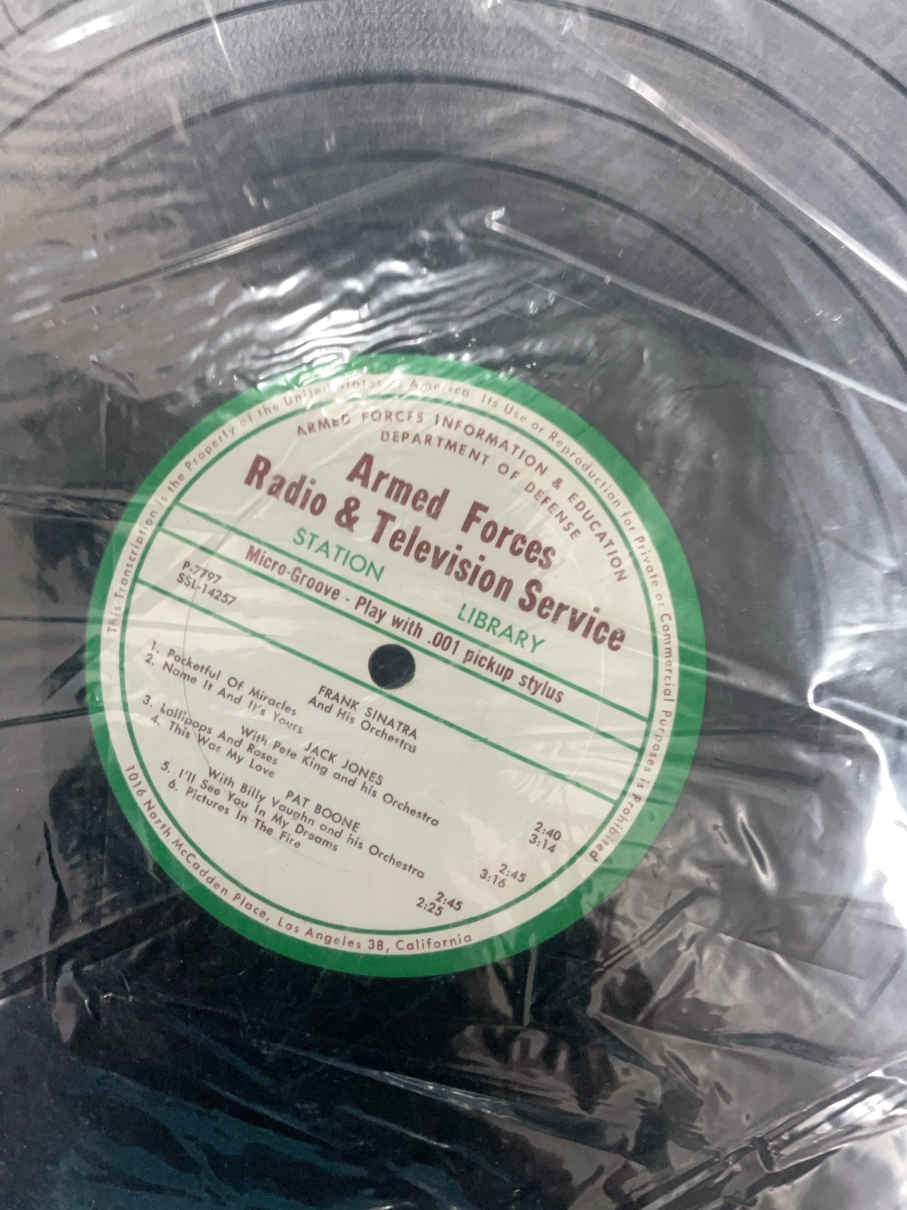 This Transcription is the Property of the United States of America. Its Use or Reproduction for Private or Commercial Purposes is Prohibited
ARMED FORCES INFORMATION & EDUCATION
DEPARTMENT OF DEFENSE
Armed Forces
Radio & Television Service
STATION LIBRARY
Micro-Groove - Play with .001 pickup stylus
P-7797
SSL-14257
FRANK SINATRA
And His Orchestra
1. Pocketful Of Miracles 2:40
2. Name It And It's Yours 3:14
JACK JONES
With Pete King and his Orchestra
3. Lollipops And Roses 2:45
4. This Was My Love 3:16
PAT BOONE
With Billy Vaughn and his Orchestra
5. I'll See You In My Dreams 2:45
6. Pictures In The Fire 2:25
1016 North McCadden Place, Los Angeles 38, California